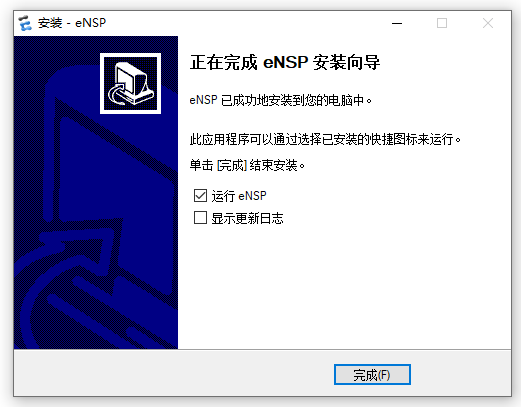 安装 - eNSP
正在完成 eNSP 安装向导
eNSP 已成功地安装到您的电脑中。
此应用程序可以通过选择已安装的快捷图标来运行。
单击 [完成] 结束安装。
运行 eNSP
显示更新日志
完成(F)